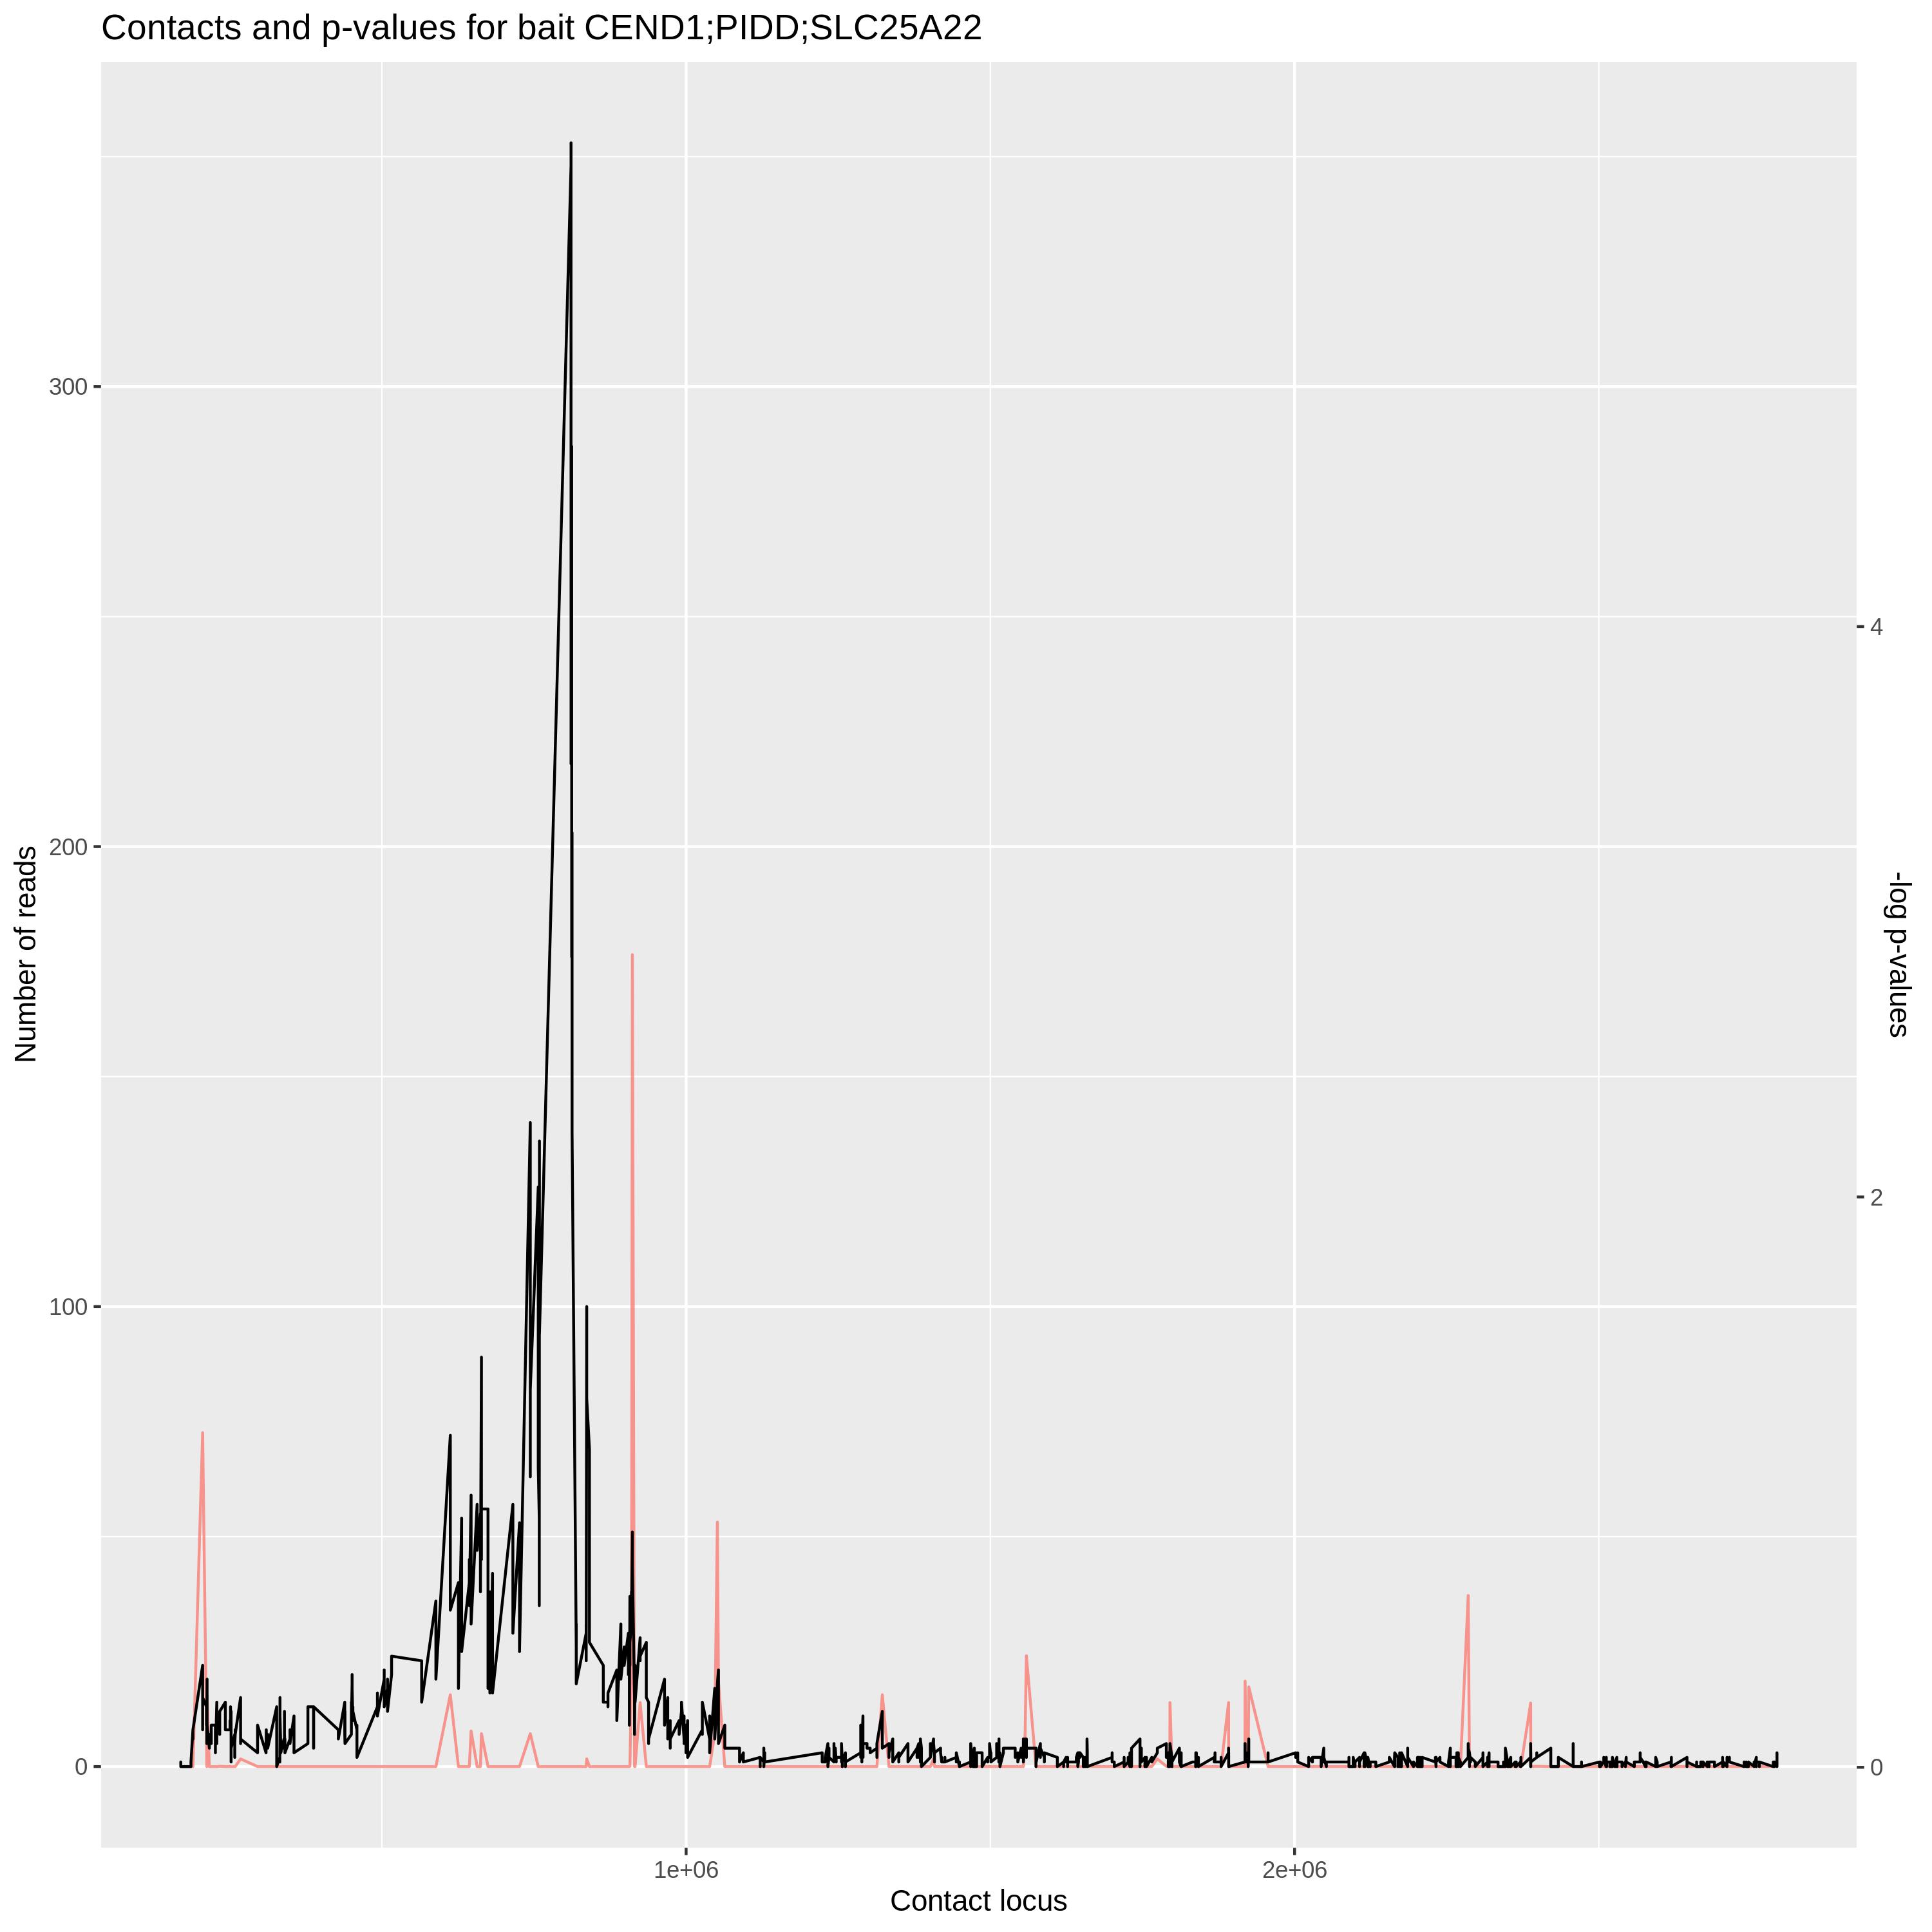 Contacts and p-values for bait CEND1;PIDD;SLC25A22
300
200
100
0
Number of reads
4
2
0
-log p-values
1e+06
2e+06
Contact locus